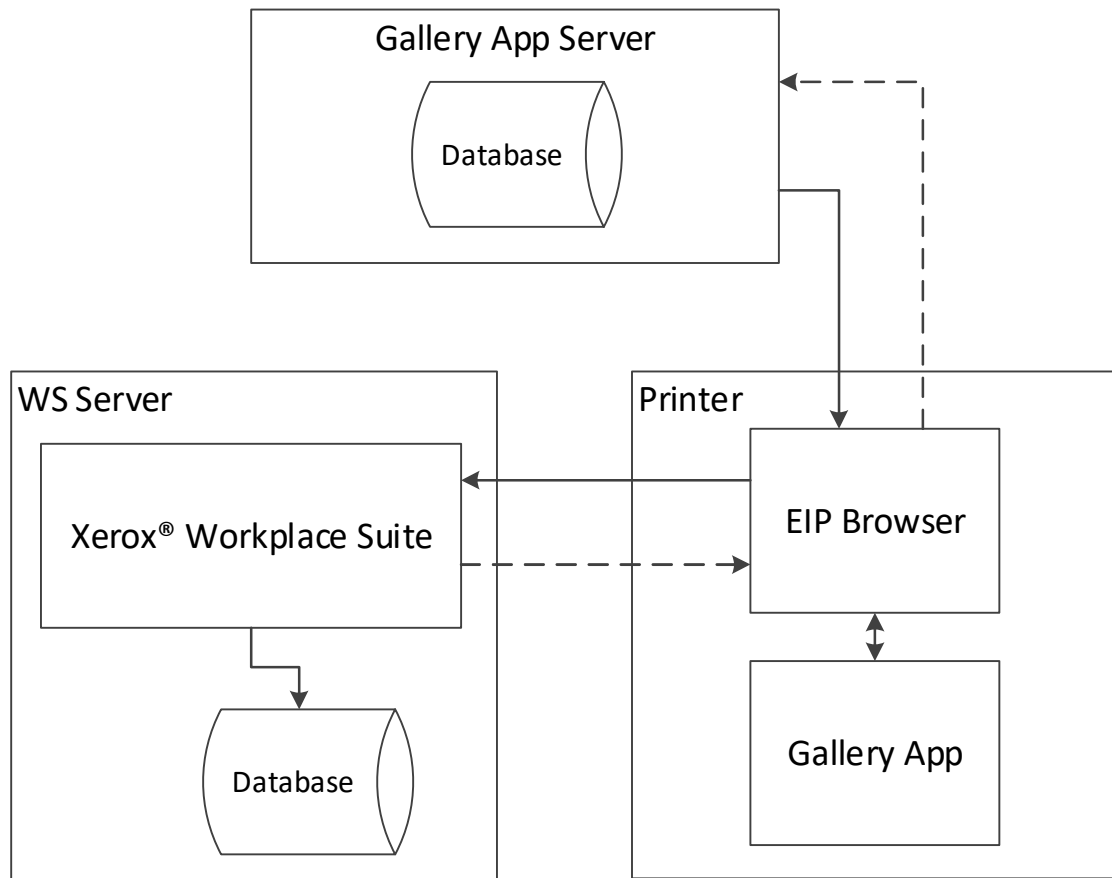 Gallery App Server
Database
WS Server
Xerox® Workplace Suite
Database
Printer
EIP Browser
Gallery App